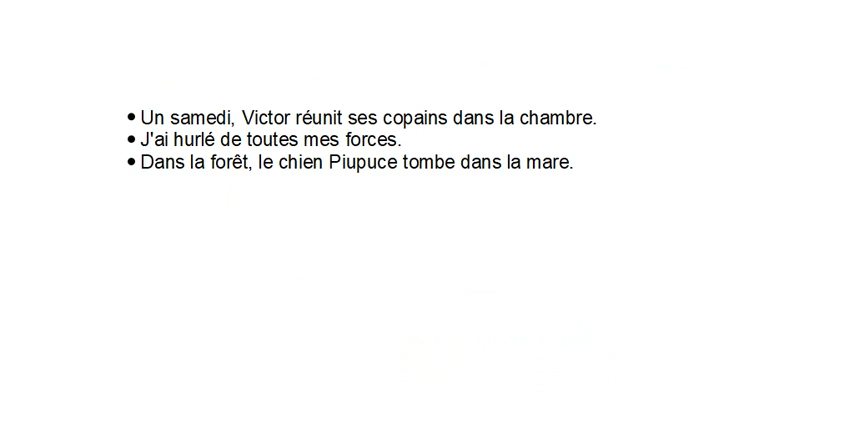 • Un samedi, Victor réunit ses copains dans la chambre.
• J'ai hurlé de toutes mes forces.
• Dans la forêt, le chien Piupuce tombe dans la mare.